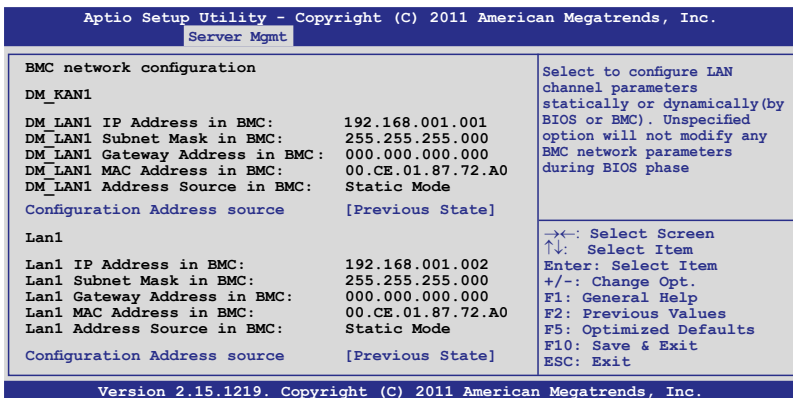 Aptio Setup Utility - Copyright (C) 2011 American Megatrends, Inc.
Server Mgmt
BMC network configuration
DM_KAN1
DM_LAN1 IP Address in BMC: 192.168.001.001
DM_LAN1 Subnet Mask in BMC: 255.255.255.000
DM_LAN1 Gateway Address in BMC: 000.000.000.000
DM_LAN1 MAC Address in BMC: 00.CE.01.87.72.A0
DM_LAN1 Address Source in BMC: Static Mode
Configuration Address source [Previous State]
Lan1
Lan1 IP Address in BMC: 192.168.001.002
Lan1 Subnet Mask in BMC: 255.255.255.000
Lan1 Gateway Address in BMC: 000.000.000.000
Lan1 MAC Address in BMC: 00.CE.01.87.72.A0
Lan1 Address Source in BMC: Static Mode
Configuration Address source [Previous State]
Select to configure LAN
channel parameters
statically or dynamically(by
BIOS or BMC). Unspecified
option will not modify any
BMC network parameters
during BIOS phase
→←: Select Screen
↑↓: Select Item
Enter: Select Item
+/-: Change Opt.
F1: General Help
F2: Previous Values
F5: Optimized Defaults
F10: Save & Exit
ESC: Exit
Version 2.15.1219. Copyright (C) 2011 American Megatrends, Inc.